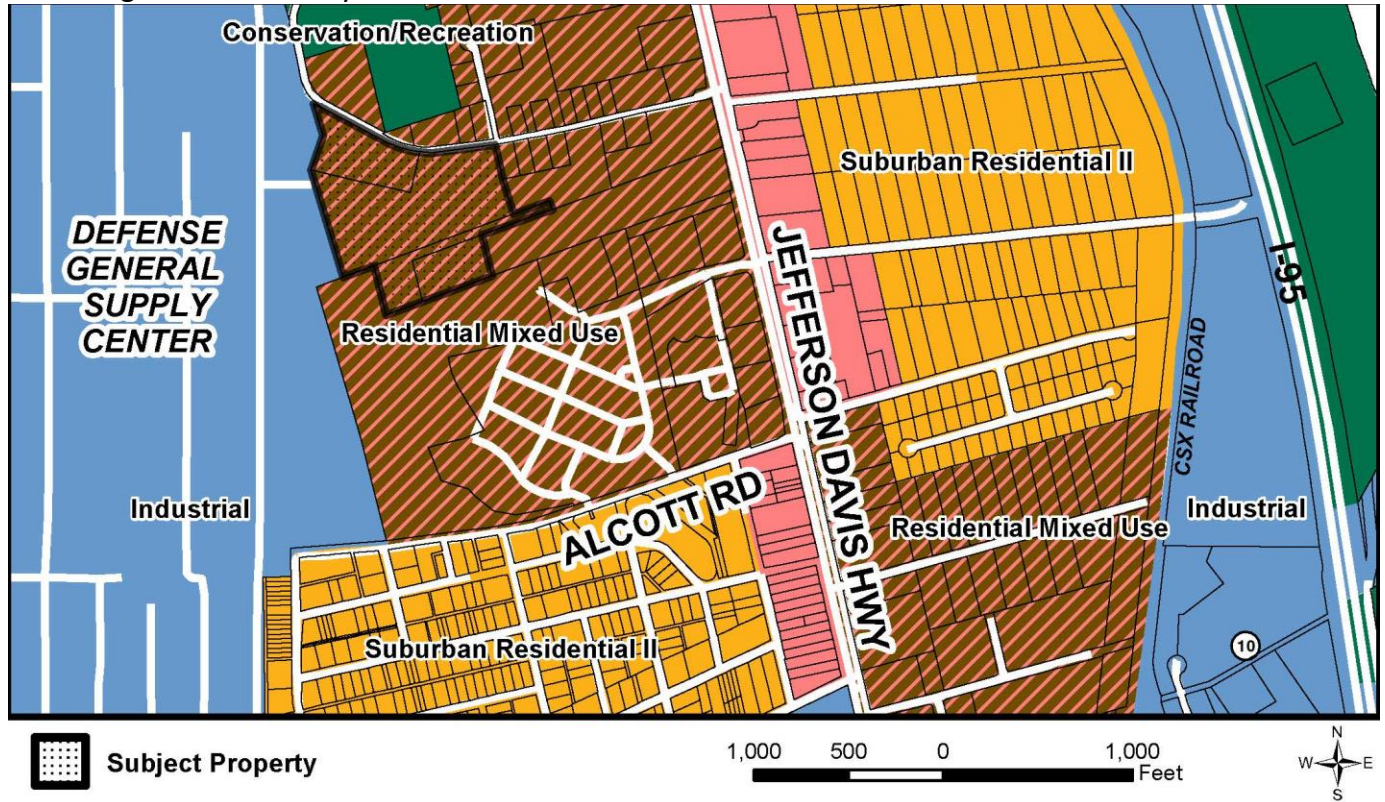 Conservation/Recreation
Suburban Residential II
DEFENSE
GENERAL
SUPPLY
CENTER
JEFFERSON DAVIS HWY
I-95
Residential Mixed Use
CSX RAILROAD
Industrial
ALCOTT RD
Residential Mixed Use
Industrial
Suburban Residential II
10
Subject Property
1,000 500 0 1,000
Feet
N
W E
S